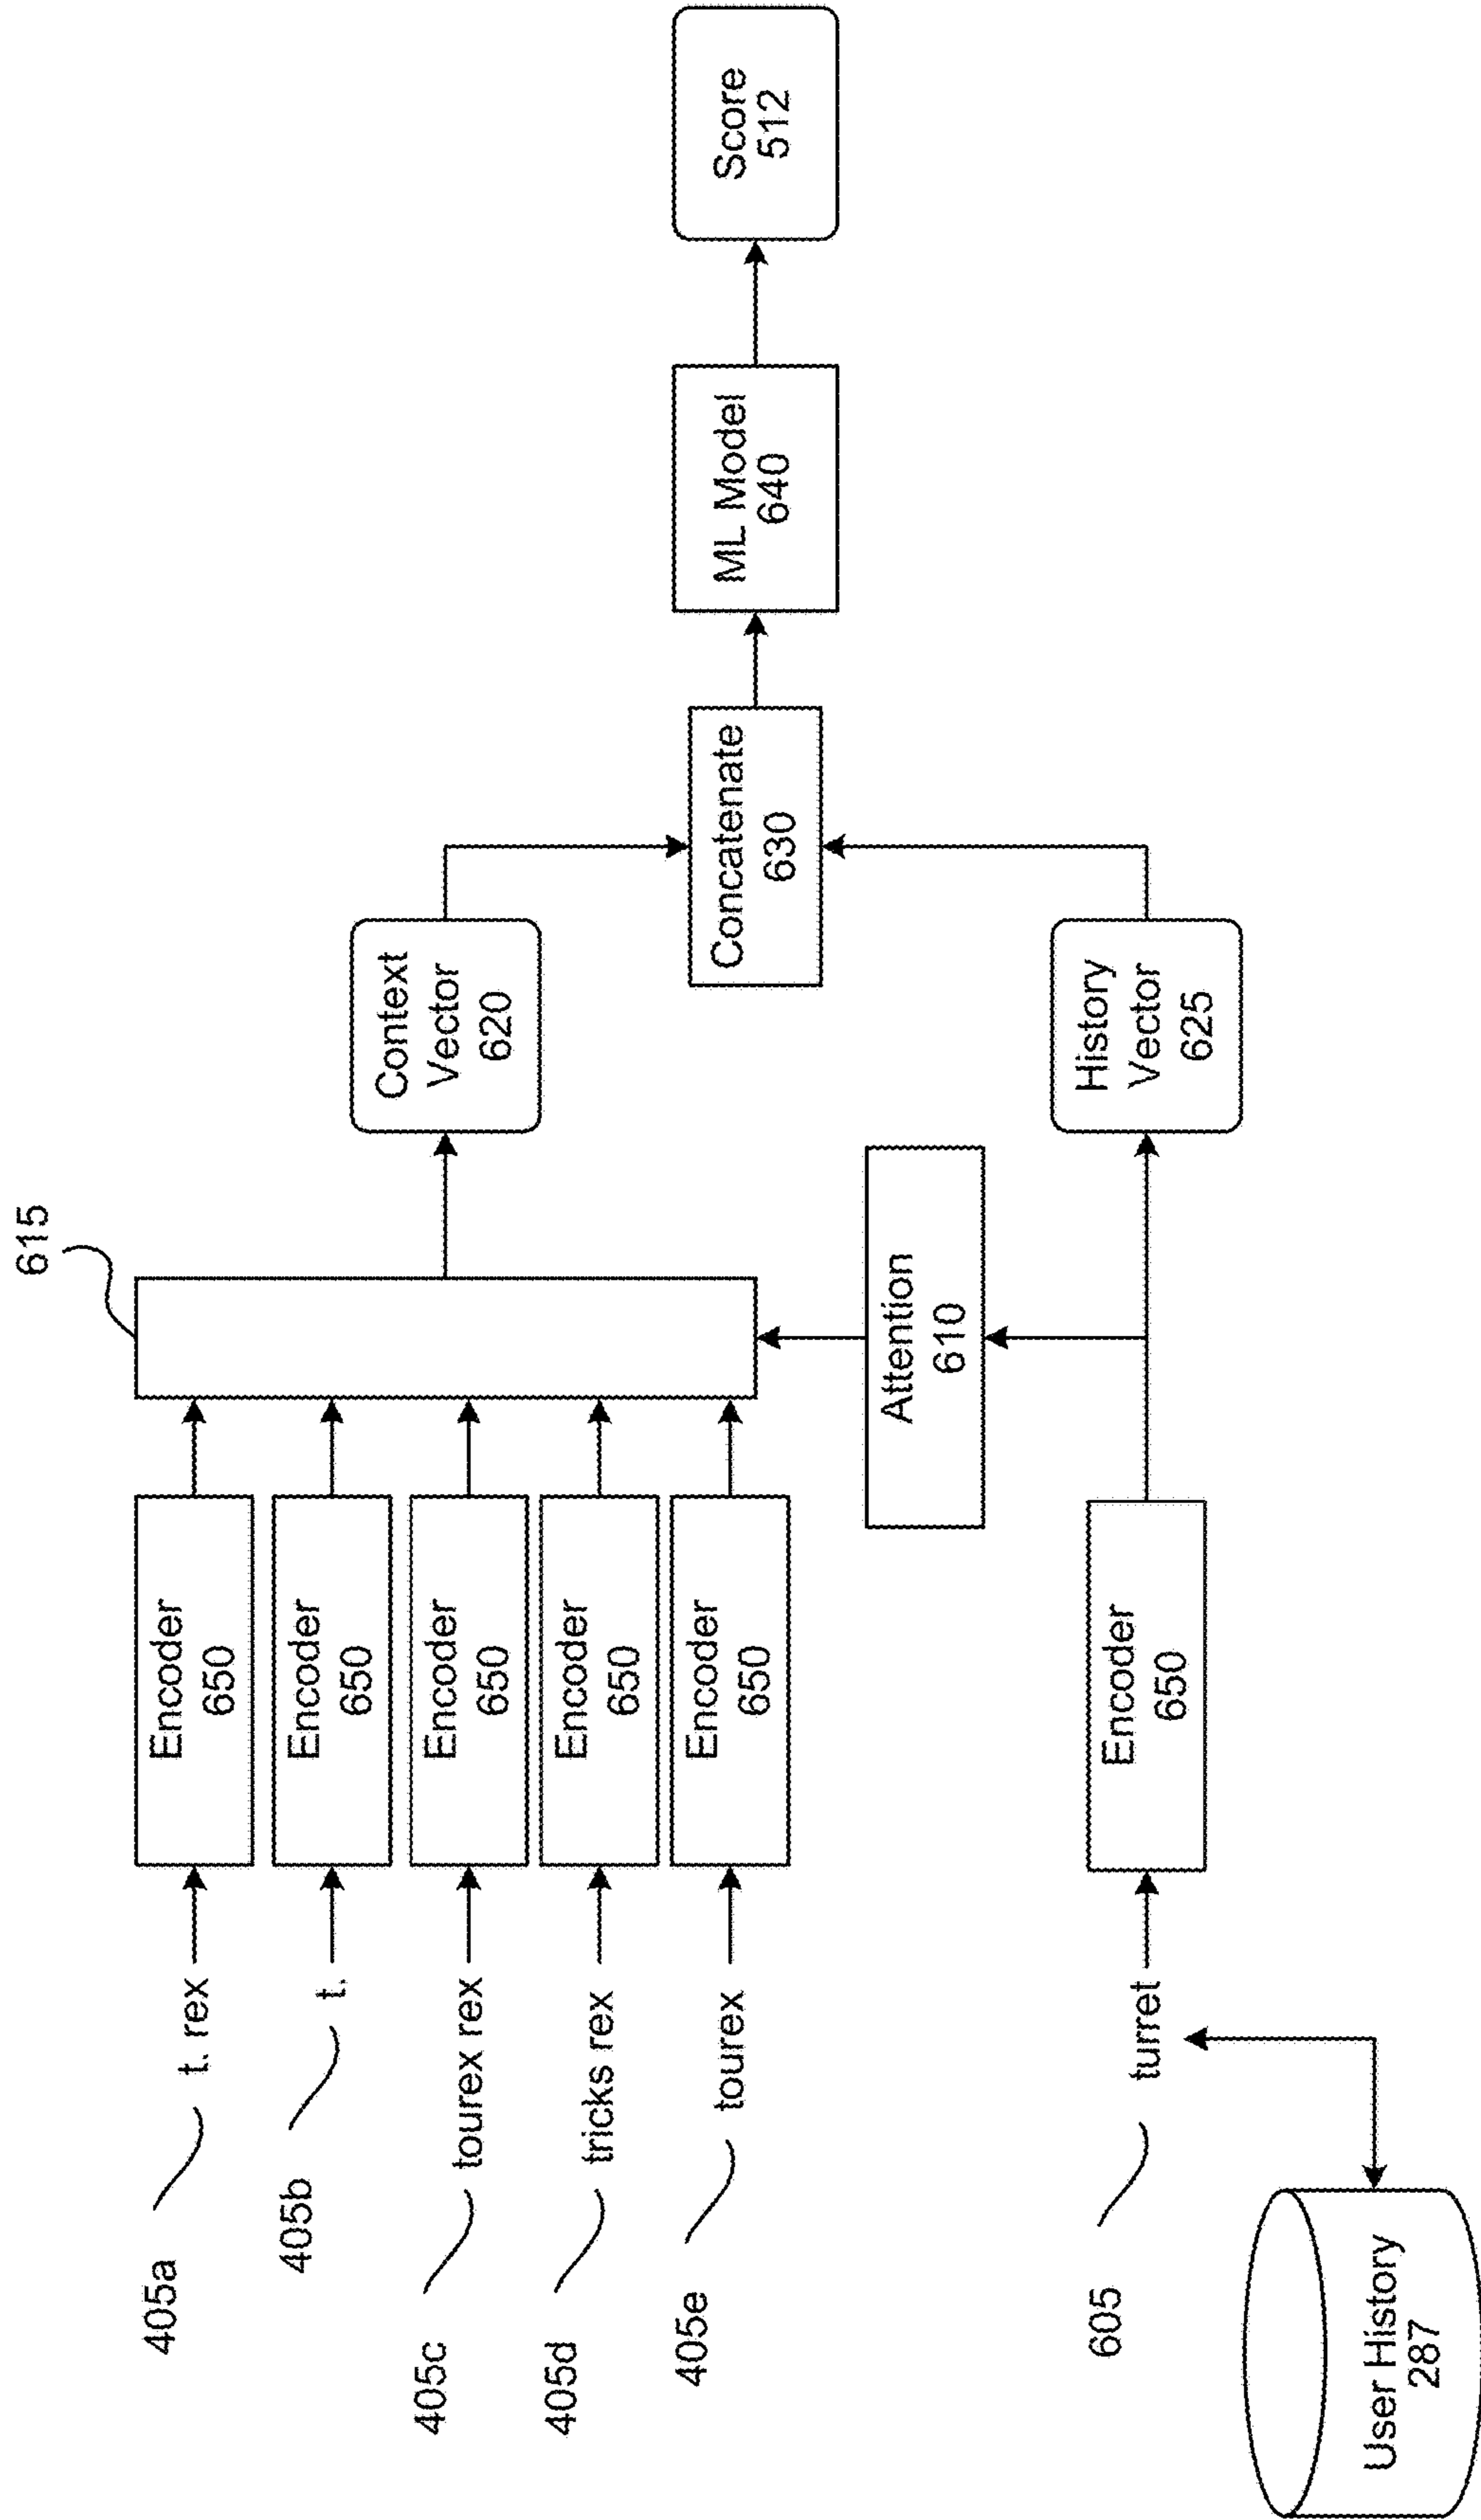 405a
t. rex
Encoder
650
405b
t.
Encoder
650
405c
tourex rex
Encoder
650
405d
tricks rex
Encoder
650
405e
tourex
Encoder
650
615
Context
Vector
620
Attention
610
Concatenate
630
ML Model
640
Score
512
605
turret
Encoder
650
History
Vector
625
User History
287